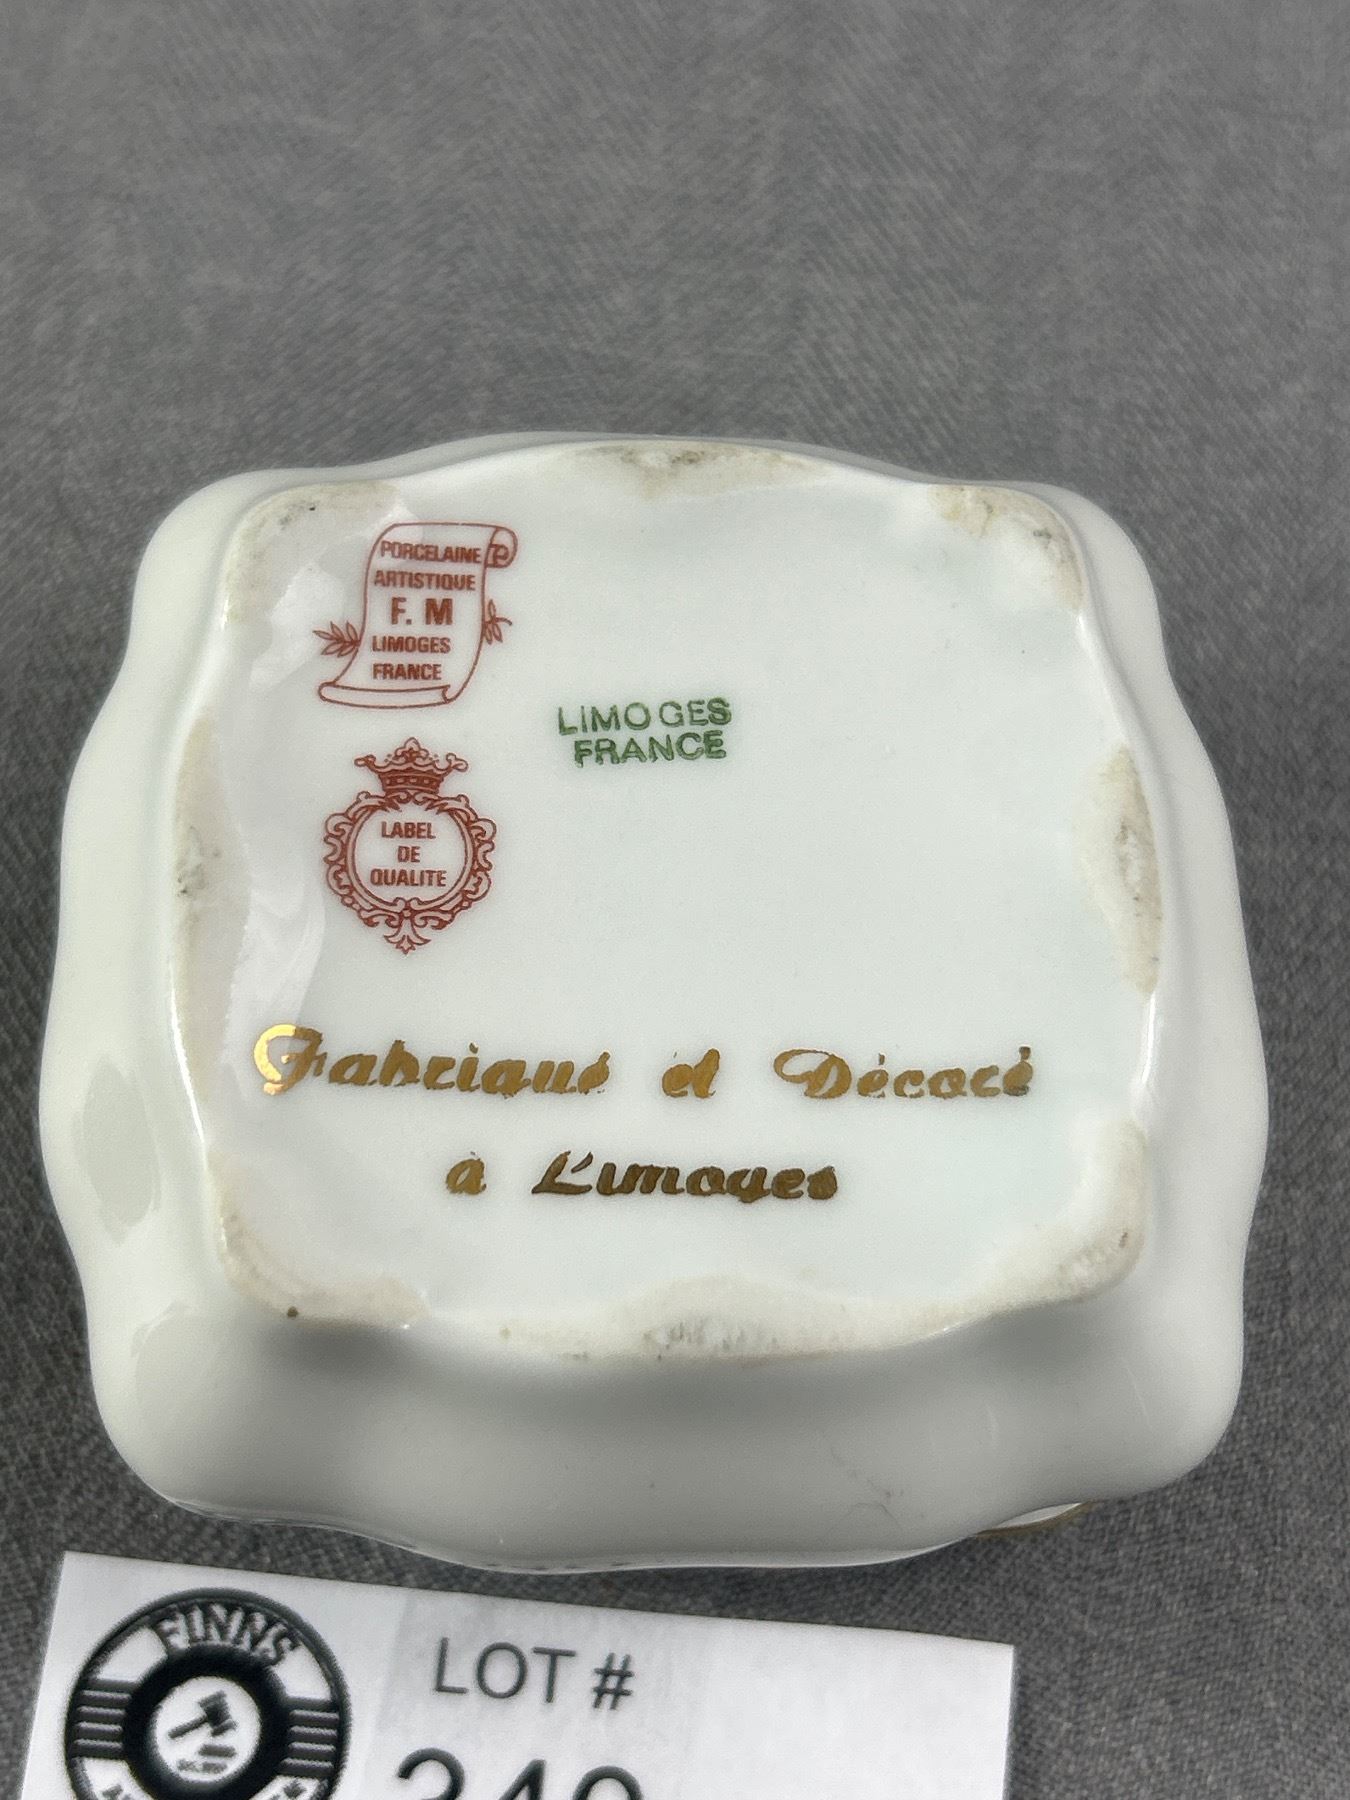 PORCELAINE
ARTISTIQUE
F. M
LIMOGES
FRANCE
LIMOGES
FRANCE
LABEL
DE
QUALITE
Fabriqué et Décoré
à Limoges
FINNS
LOT #